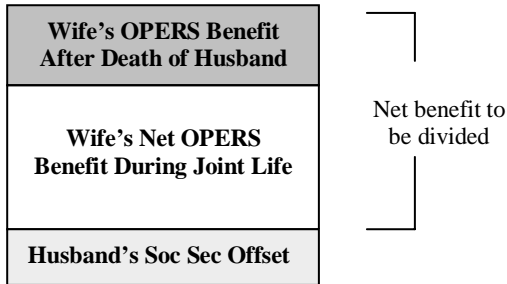 Wife's OPERS Benefit
After Death of Husband
Net benefit to
be divided
Wife's Net OPERS
Benefit During Joint Life
Husband's Soc Sec Offset